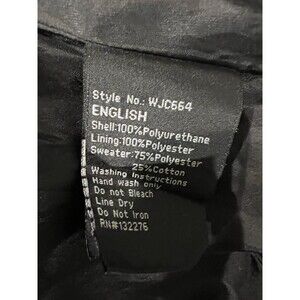 Style No.: WJC664
ENGLISH
Shell:100%Polyurethane
Lining:100%Polyester
Sweater:75%Polyester
25%Cotton
Washing Instructions
Hand wash only
Do not Bleach
Line Dry
Do Not Iron
RN#132276